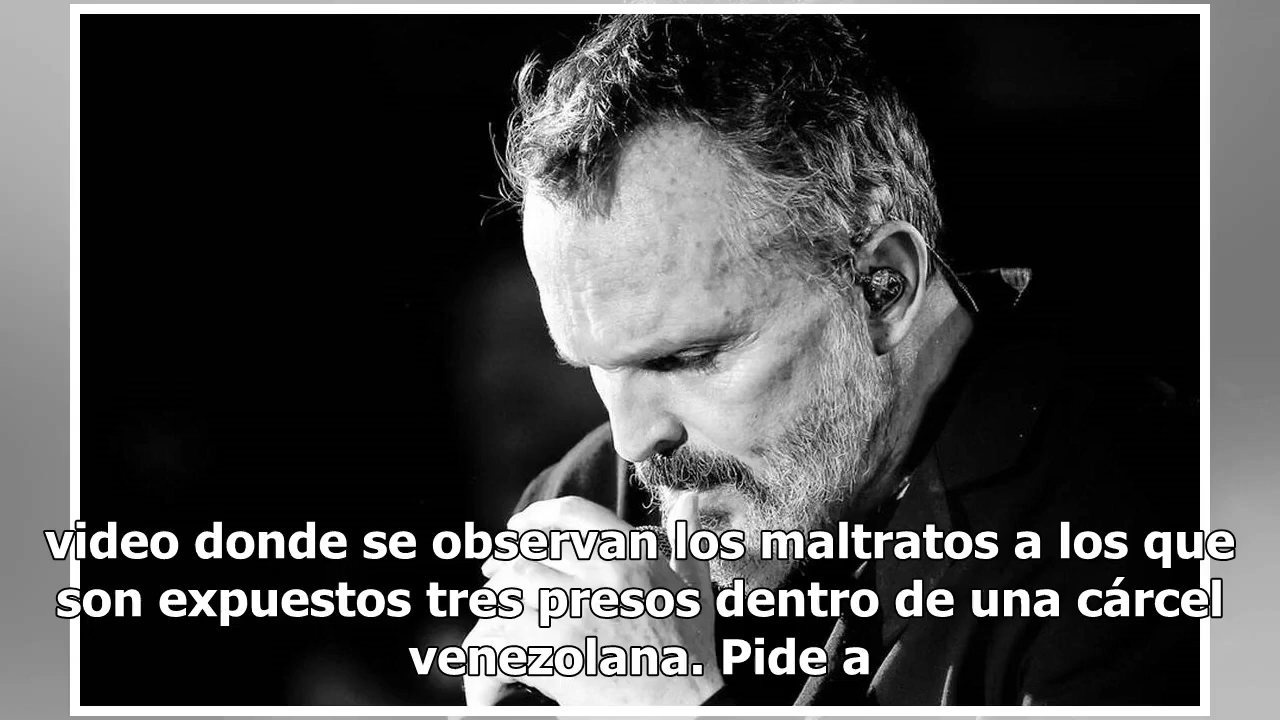 video donde se observan los maltratos a los que
son expuestos tres presos dentro de una cárcel
venezolana. Pide a